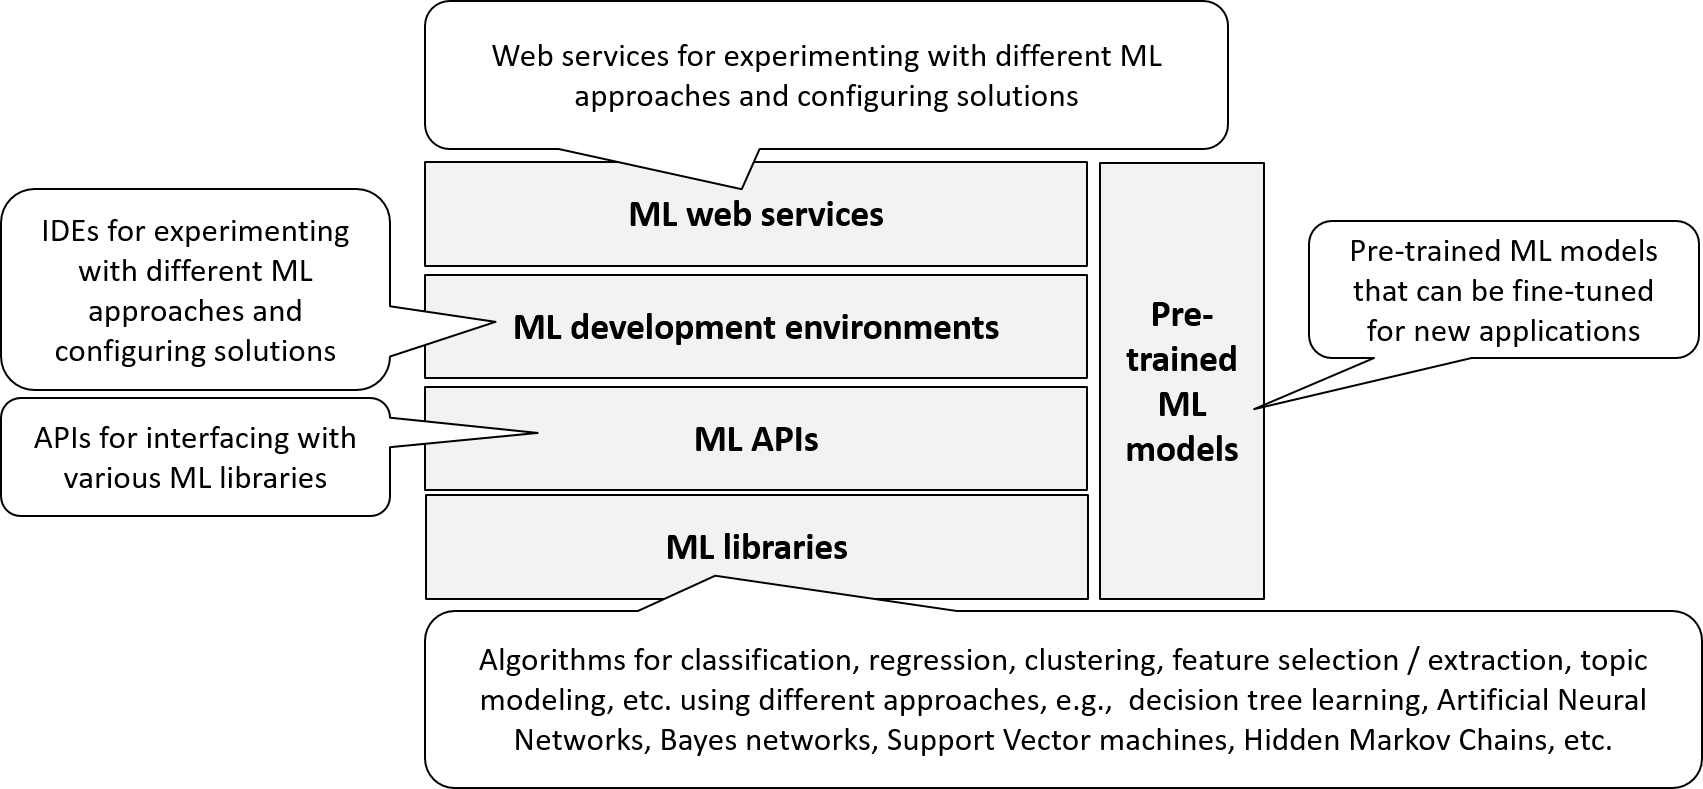 Web services for experimenting with different ML
approaches and configuring solutions
ML web services
IDEs for experimenting
with different ML
approaches and
configuring solutions
ML development environments
APIs for interfacing with
various ML libraries
ML APIs
ML libraries
Pre-
trained
ML
models
Pre-trained ML models
that can be fine-tuned
for new applications
Algorithms for classification, regression, clustering, feature selection / extraction, topic
modeling, etc. using different approaches, e.g.,  decision tree learning, Artificial Neural
Networks, Bayes networks, Support Vector machines, Hidden Markov Chains, etc.